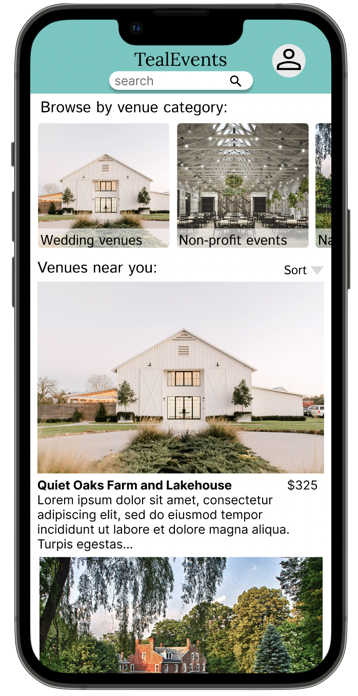 TealEvents
search
Browse by venue category:
Wedding venues
Non-profit events
Na
Venues near you:
Sort
Quiet Oaks Farm and Lakehouse $325
Lorem ipsum dolor sit amet, consectetur
adipiscing elit, sed do eiusmod tempor
incididunt ut labore et dolore magna aliqua.
Turpis egestas...